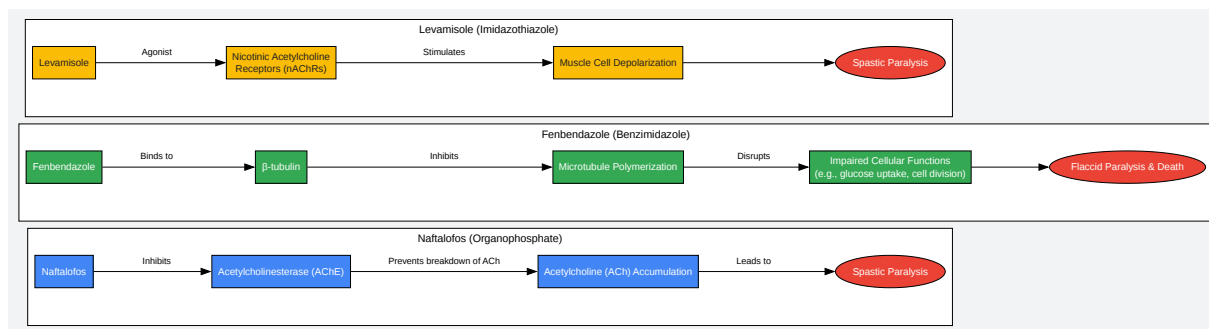 Levamisole (Imidazothiazole)
Levamisole
Agonist
Nicotinic Acetylcholine
Receptors (nAChRs)
Stimulates
Muscle Cell Depolarization
Spastic Paralysis
Fenbendazole (Benzimidazole)
Fenbendazole
Binds to
β-tubulin
Inhibits
Microtubule Polymerization
Disrupts
Impaired Cellular Functions
(e.g., glucose uptake, cell division)
Flaccid Paralysis & Death
Naftalofos (Organophosphate)
Naftalofos
Inhibits
Acetylcholinesterase (AChE)
Prevents breakdown of ACh
Acetylcholine (ACh) Accumulation
Leads to
Spastic Paralysis